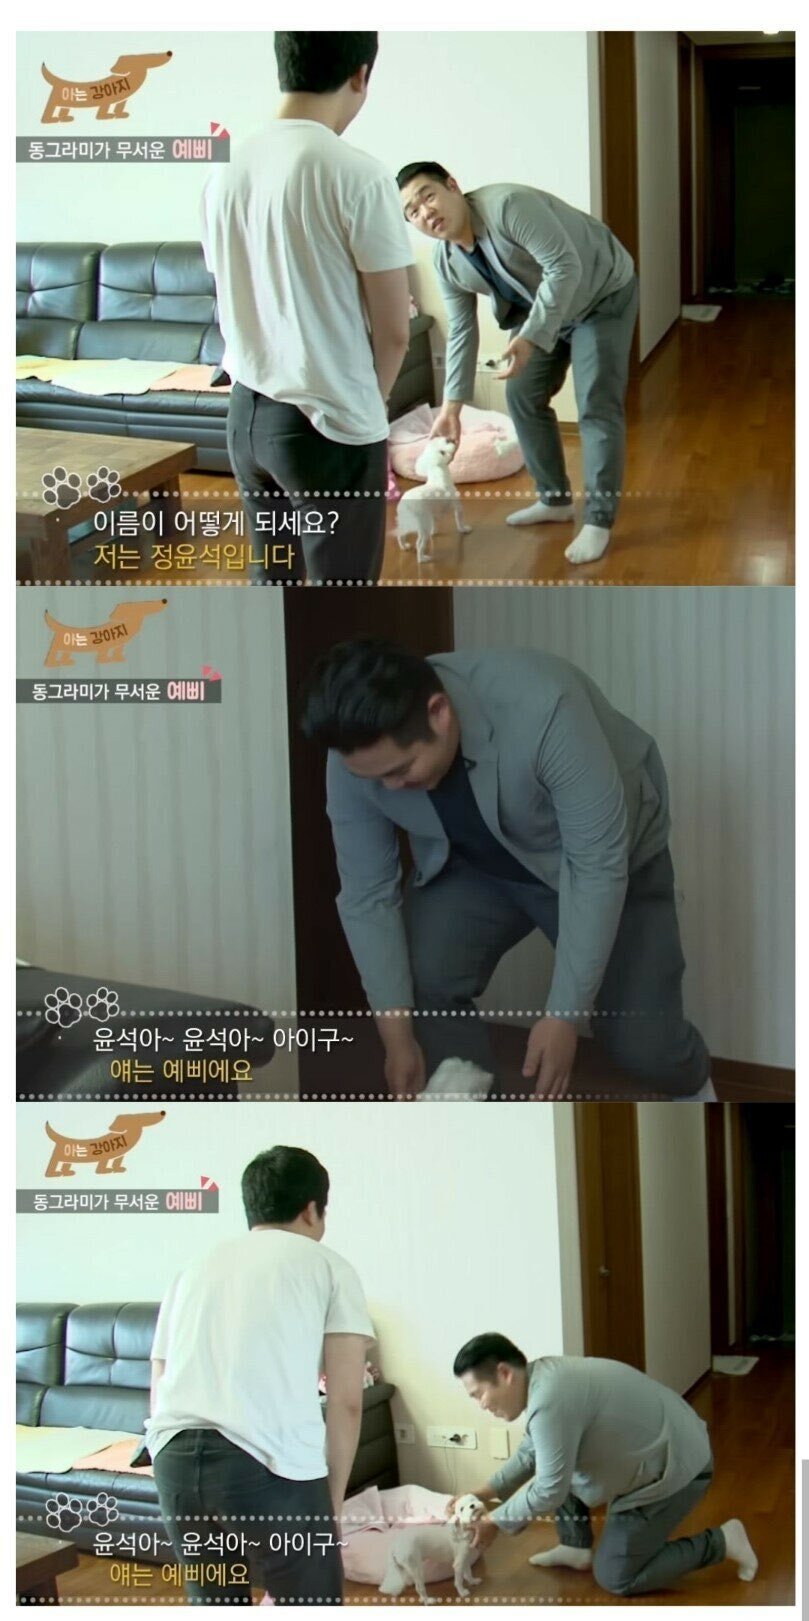 아는 강아지
동그라미가 무서운 예삐
이름이 어떻게 되세요?
저는 정윤석입니다
아는 강아지
동그라미가 무서운 예삐
윤석아~ 윤석아~ 아이구~
얘는 예삐에요
아는 강아지
동그라미가 무서운 예삐
윤석아~ 윤석아~ 아이구~
얘는 예삐에요